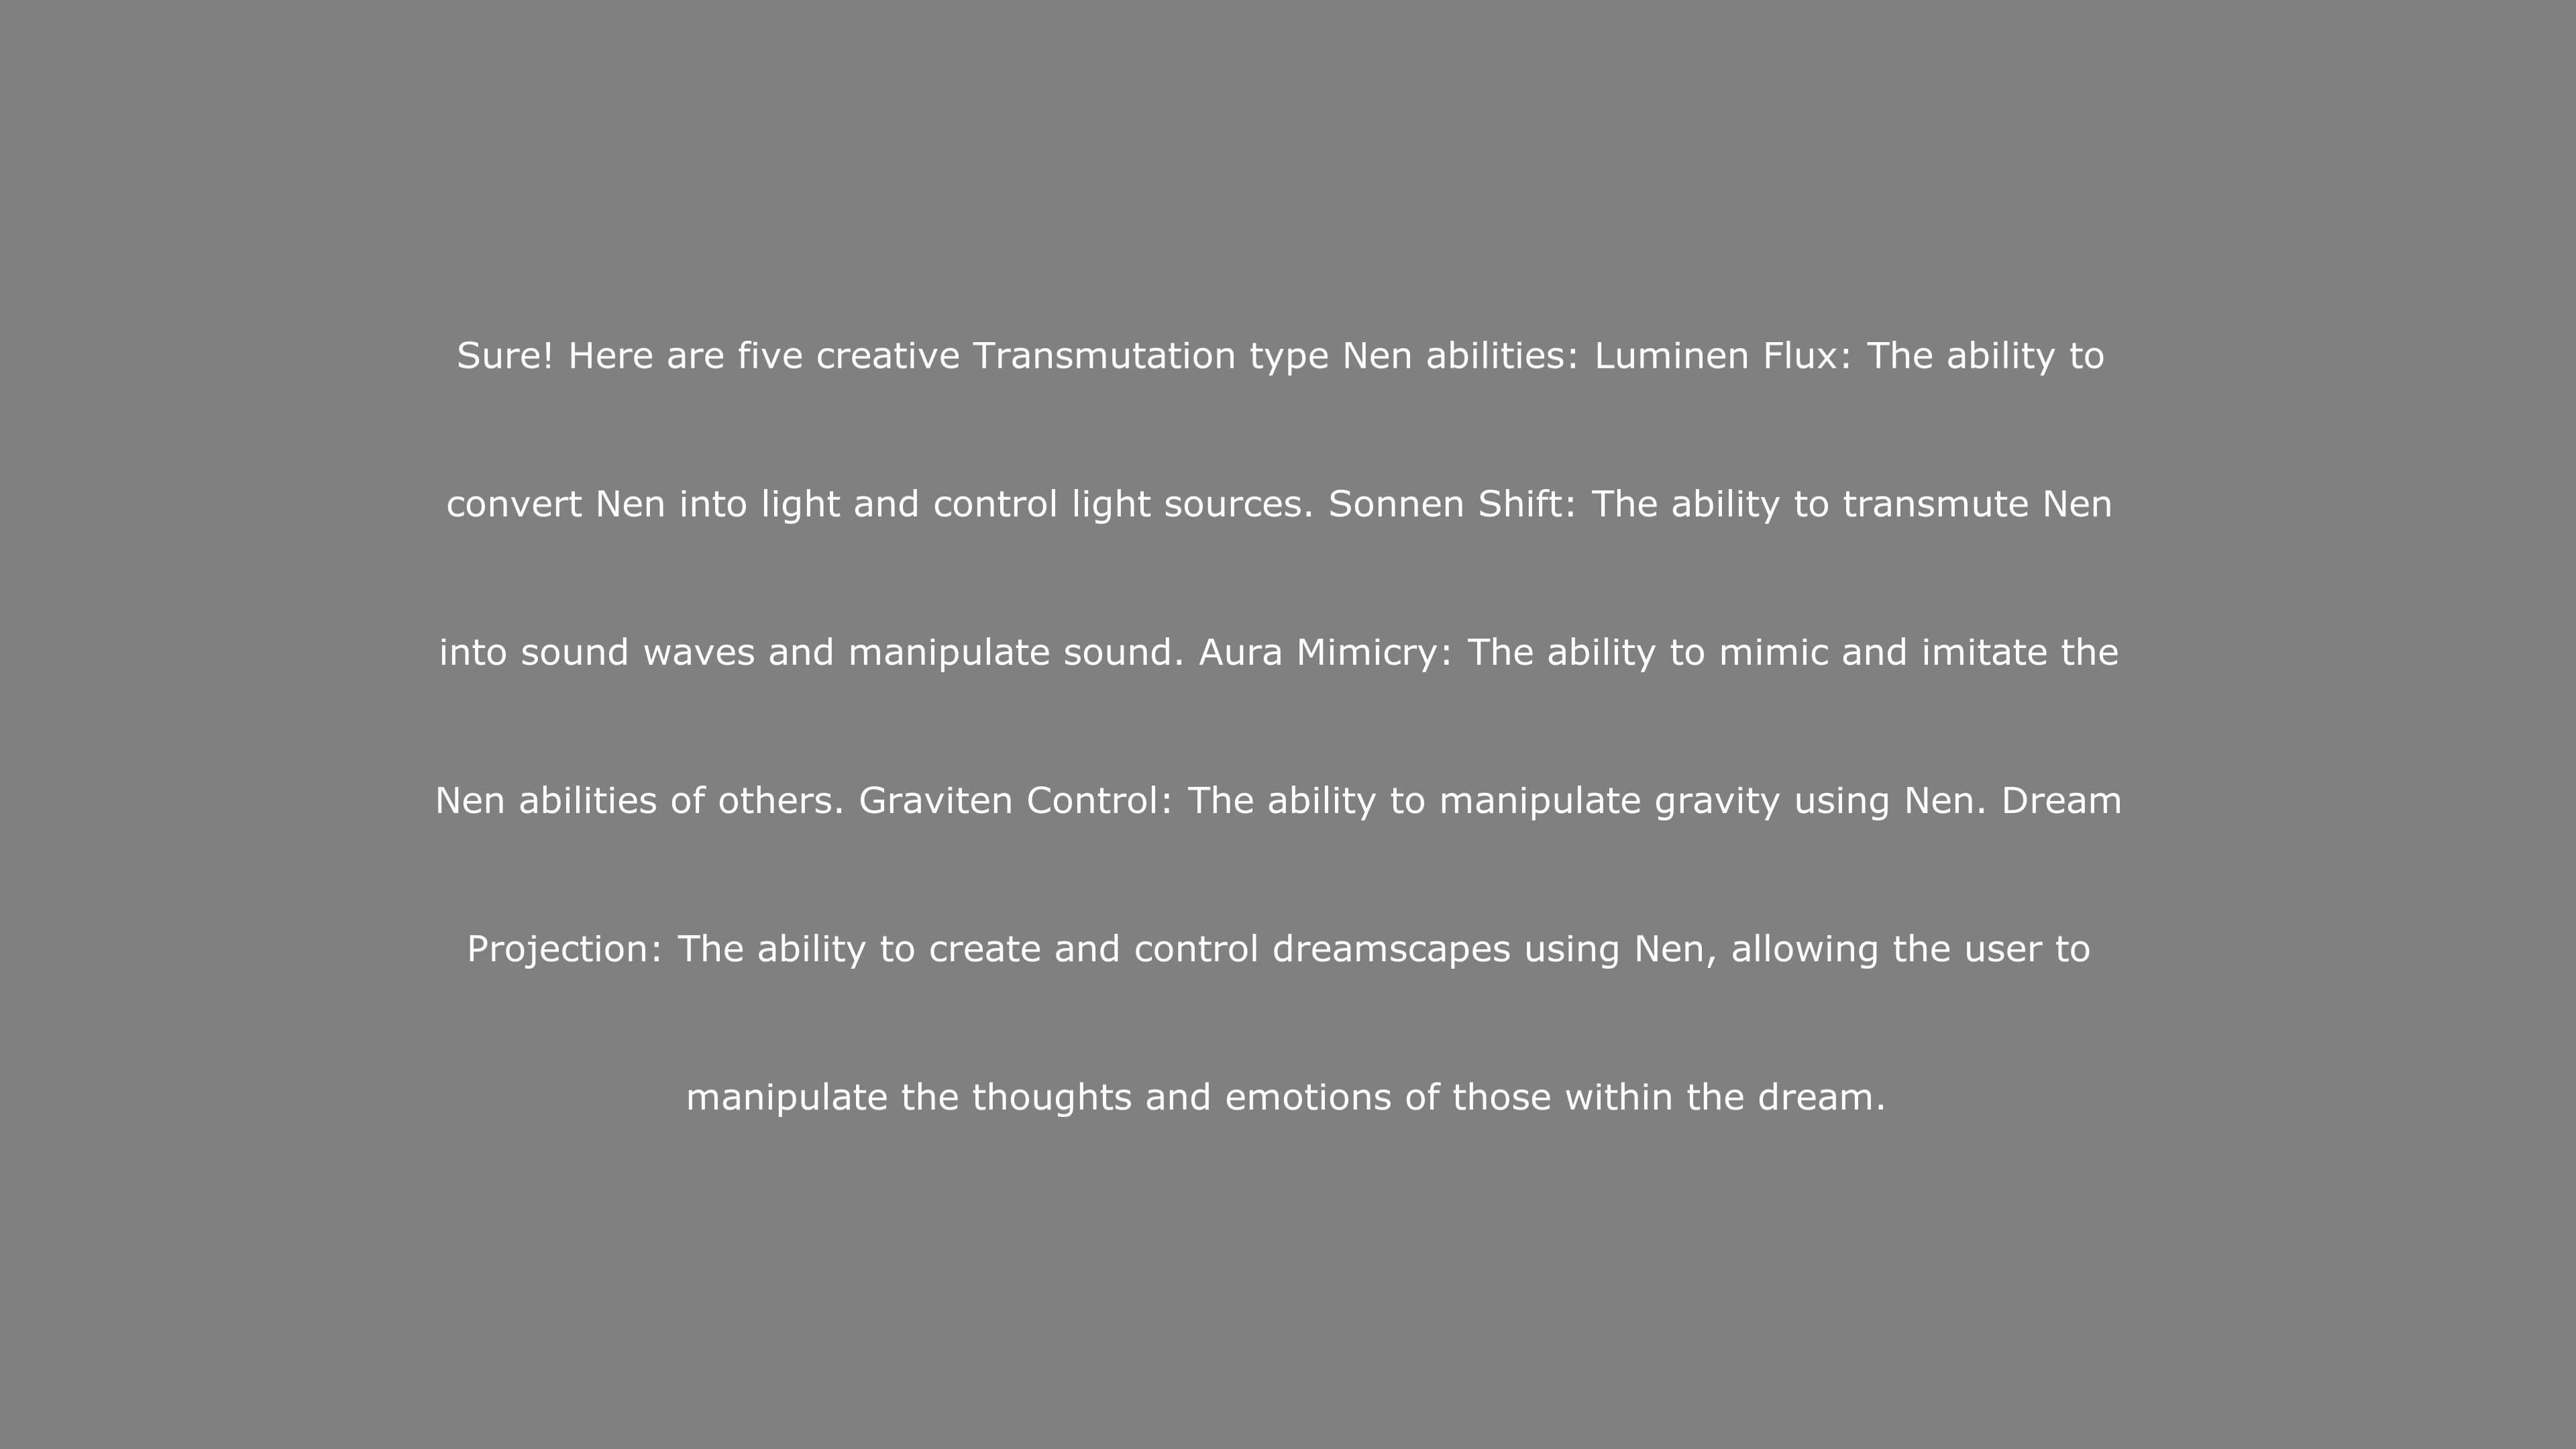 Sure! Here are five creative Transmutation type Nen abilities: Luminen Flux: The ability to
convert Nen into light and control light sources. Sonnen Shift: The ability to transmute Nen
into sound waves and manipulate sound. Aura Mimicry: The ability to mimic and imitate the
Nen abilities of others. Graviten Control: The ability to manipulate gravity using Nen. Dream
Projection: The ability to create and control dreamscapes using Nen, allowing the user to
manipulate the thoughts and emotions of those within the dream.